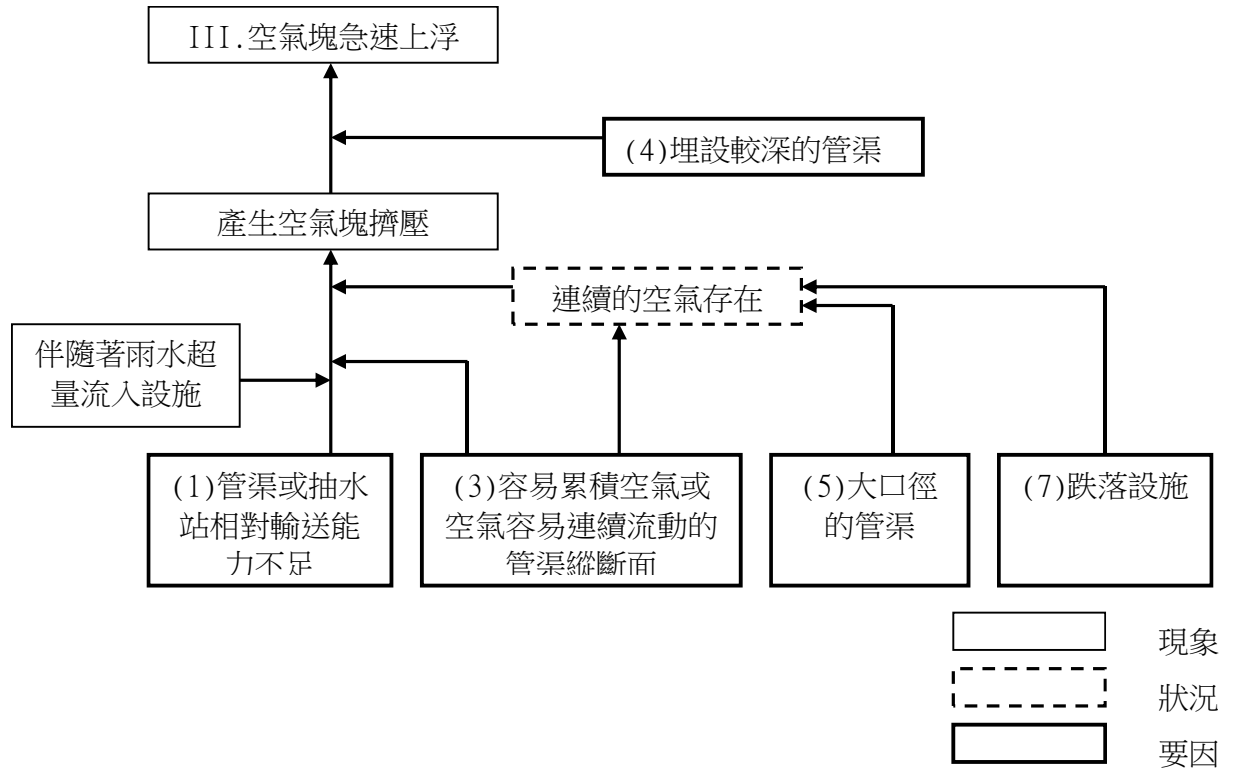 III.空氣塊急速上浮
(4)埋設較深的管渠
產生空氣塊擠壓
連續的空氣存在
伴隨著雨水超
量流入設施
(1)管渠或抽水
站相對輸送能
力不足
(3)容易累積空氣或
空氣容易連續流動的
管渠縱斷面
(5)大口徑
的管渠
(7)跌落設施
現象
狀況
要因